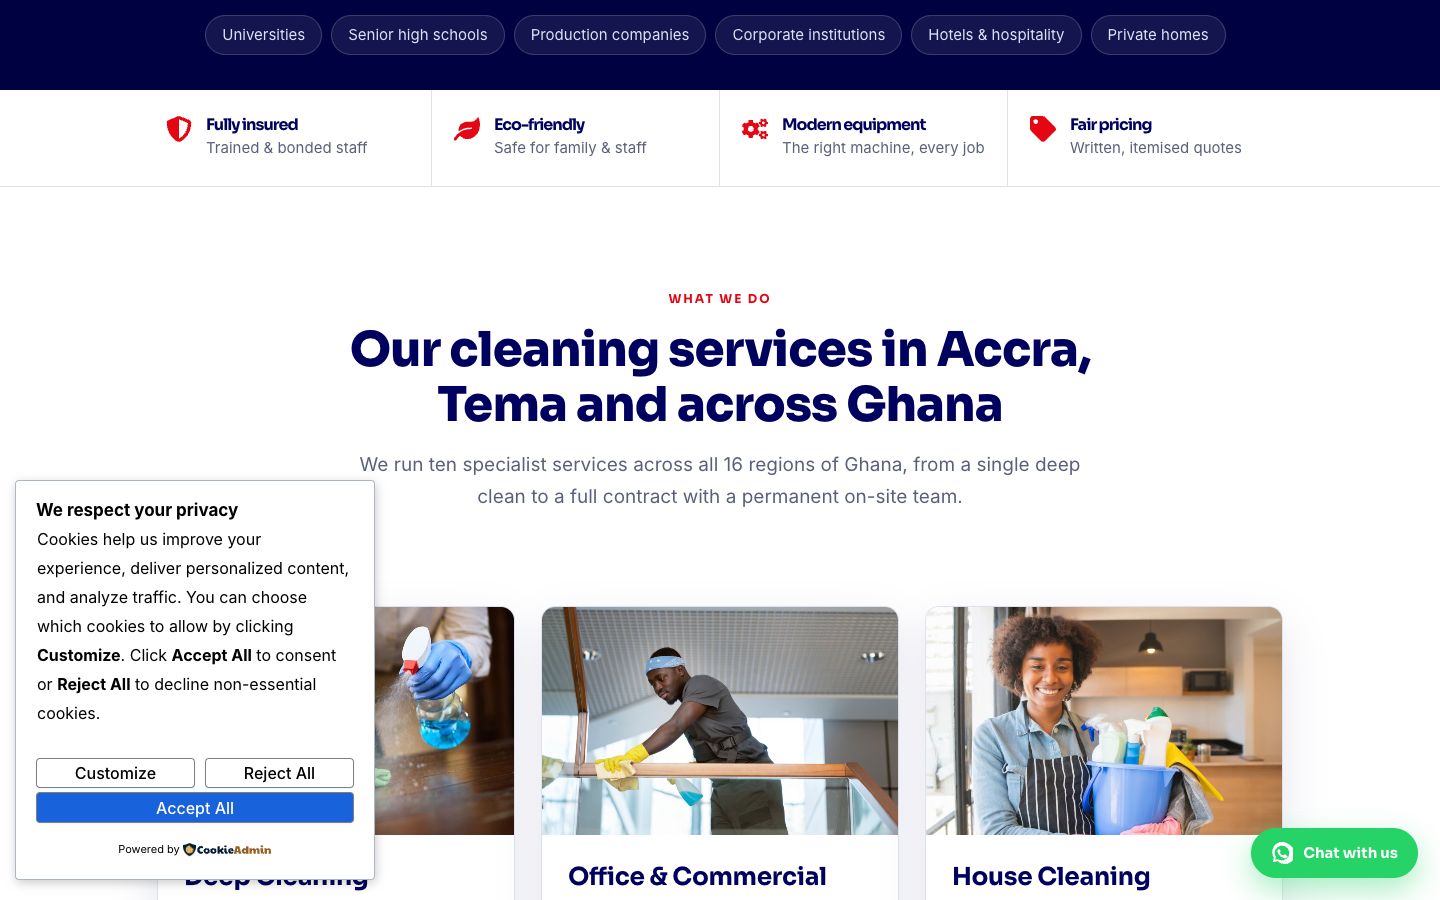 Universities
Senior high schools
Production companies
Corporate institutions
Hotels & hospitality
Private homes
Fully insured
Trained & bonded staff
Eco-friendly
Safe for family & staff
Modern equipment
The right machine, every job
Fair pricing
Written, itemised quotes
WHAT WE DO
Our cleaning services in Accra,
Tema and across Ghana
We run ten specialist services across all 16 regions of Ghana, from a single deep
clean to a full contract with a permanent on-site team.
We respect your privacy
Cookies help us improve your
experience, deliver personalized content,
and analyze traffic. You can choose
which cookies to allow by clicking
Customize. Click Accept All to consent
or Reject All to decline non-essential
cookies.
Customize
Reject All
Accept All
Powered by CookieAdmin
Deep Cleaning
Office & Commercial
House Cleaning
Chat with us